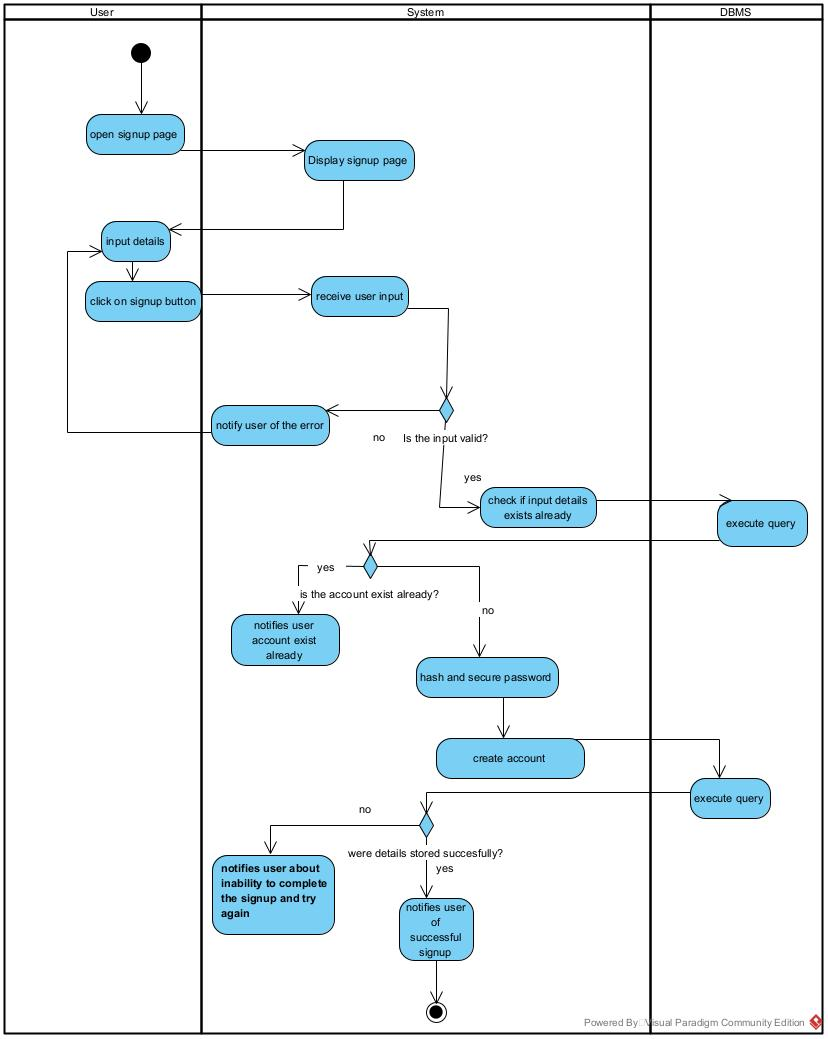 User
System
DBMS
open signup page
Display signup page
input details
click on signup button
receive user input
notify user of the error
no
Is the input valid?
yes
check if input details
exists already
execute query
yes
is the account exist already?
no
notifies user
account exist
already
hash and secure password
create account
execute query
no
were details stored succesfully?
yes
notifies user about
inability to complete
the signup and try
again
notifies user
of
successful
signup
Powered By Visual Paradigm Community Edition